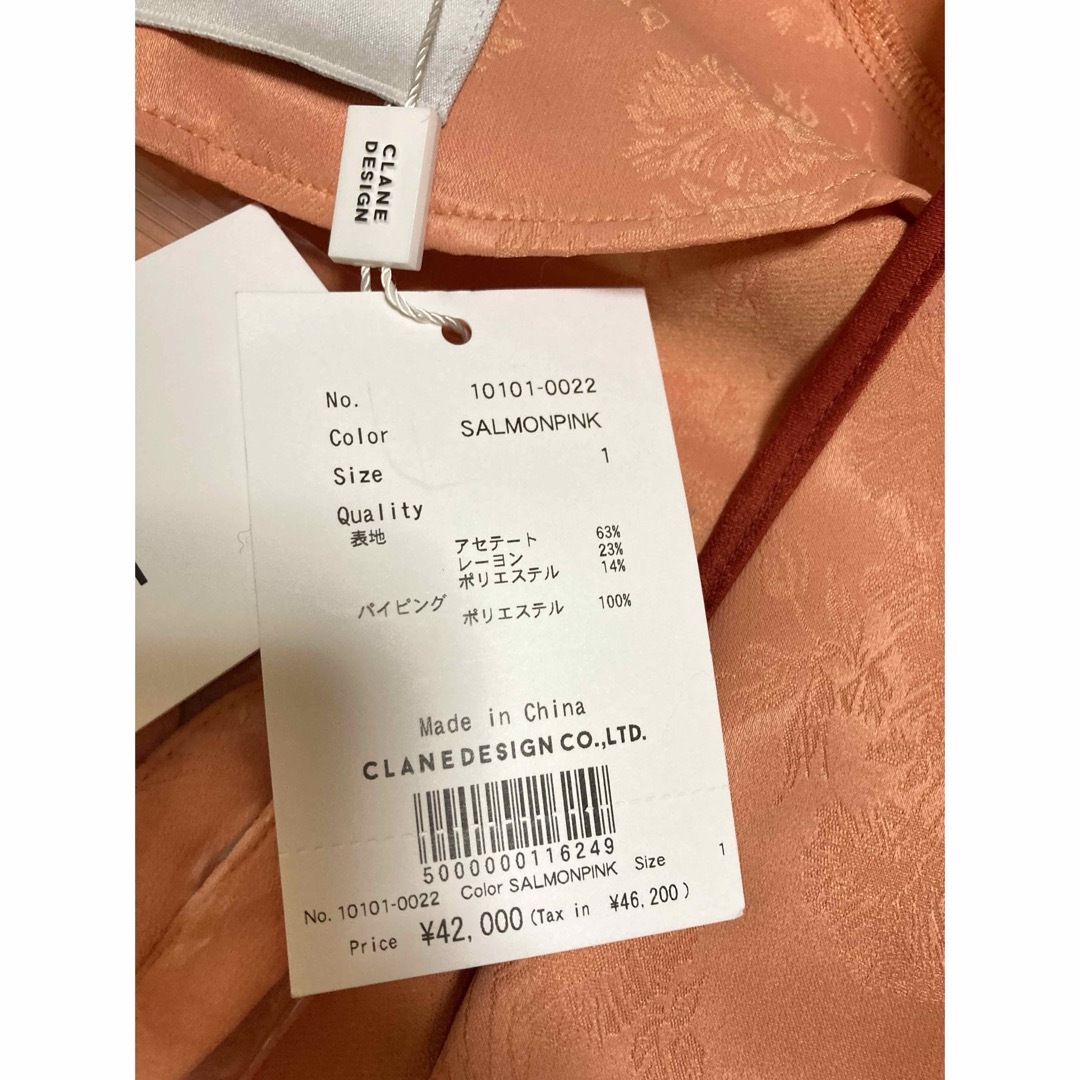 CLANE
DESIGN
No. 10101-0022
Color SALMONPINK
Size 1
Quality
表地 アセテート 63%
レーヨン 23%
ポリエステル 14%
パイピング ポリエステル 100%
Made in China
CLANEDESIGN CO.,LTD.
5000000116249
No. 10101-0022 Color SALMONPINK Size 1
Price ¥42,000 (Tax in ¥46,200)